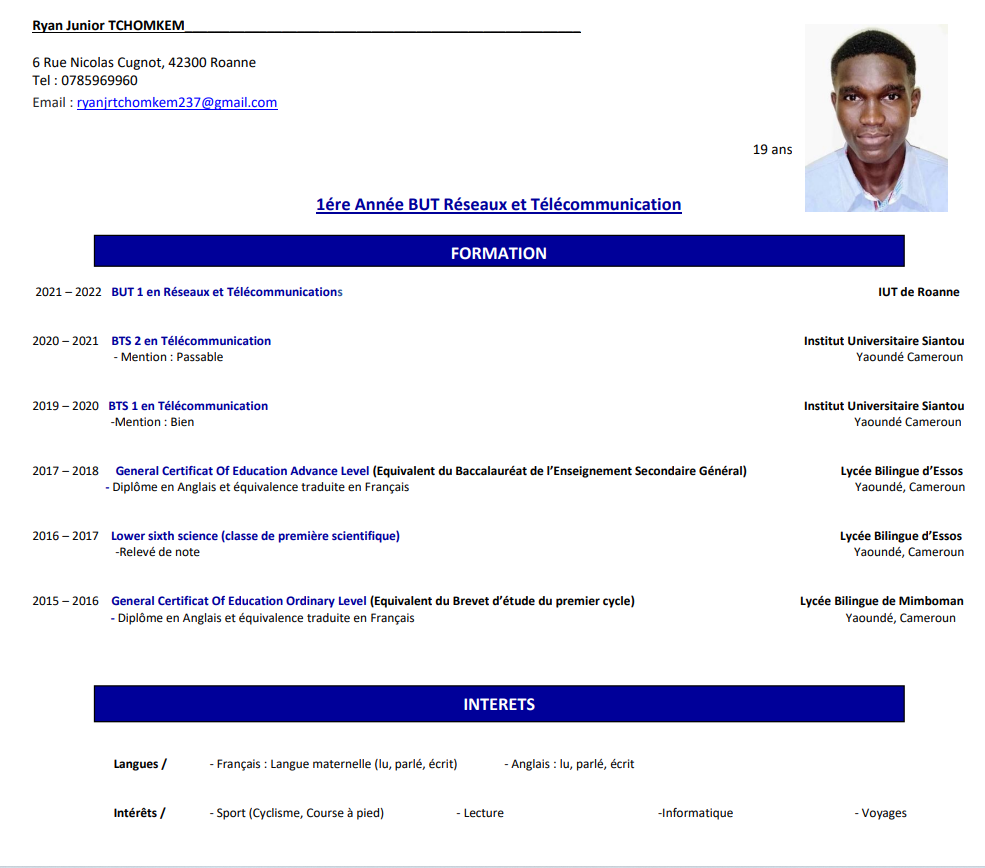 Ryan Junior TCHOMKEM
6 Rue Nicolas Cugnot, 42300 Roanne
Tel : 0785969960
Email : ryanjrtchomkem237@gmail.com
19 ans
1ére Année BUT Réseaux et Télécommunication
FORMATION
2021 – 2022 BUT 1 en Réseaux et Télécommunications IUT de Roanne
2020 – 2021 BTS 2 en Télécommunication Institut Universitaire Siantou
- Mention : Passable Yaoundé Cameroun
2019 – 2020 BTS 1 en Télécommunication Institut Universitaire Siantou
-Mention : Bien Yaoundé Cameroun
2017 – 2018 General Certificat Of Education Advance Level (Equivalent du Baccalauréat de l’Enseignement Secondaire Général) Lycée Bilingue d’Essos
- Diplôme en Anglais et équivalence traduite en Français Yaoundé, Cameroun
2016 – 2017 Lower sixth science (classe de première scientifique) Lycée Bilingue d’Essos
-Relevé de note Yaoundé, Cameroun
2015 – 2016 General Certificat Of Education Ordinary Level (Equivalent du Brevet d’étude du premier cycle) Lycée Bilingue de Mimboman
- Diplôme en Anglais et équivalence traduite en Français Yaoundé, Cameroun
INTERETS
Langues / - Français : Langue maternelle (lu, parlé, écrit) - Anglais : lu, parlé, écrit
Intérêts / - Sport (Cyclisme, Course à pied) - Lecture -Informatique - Voyages